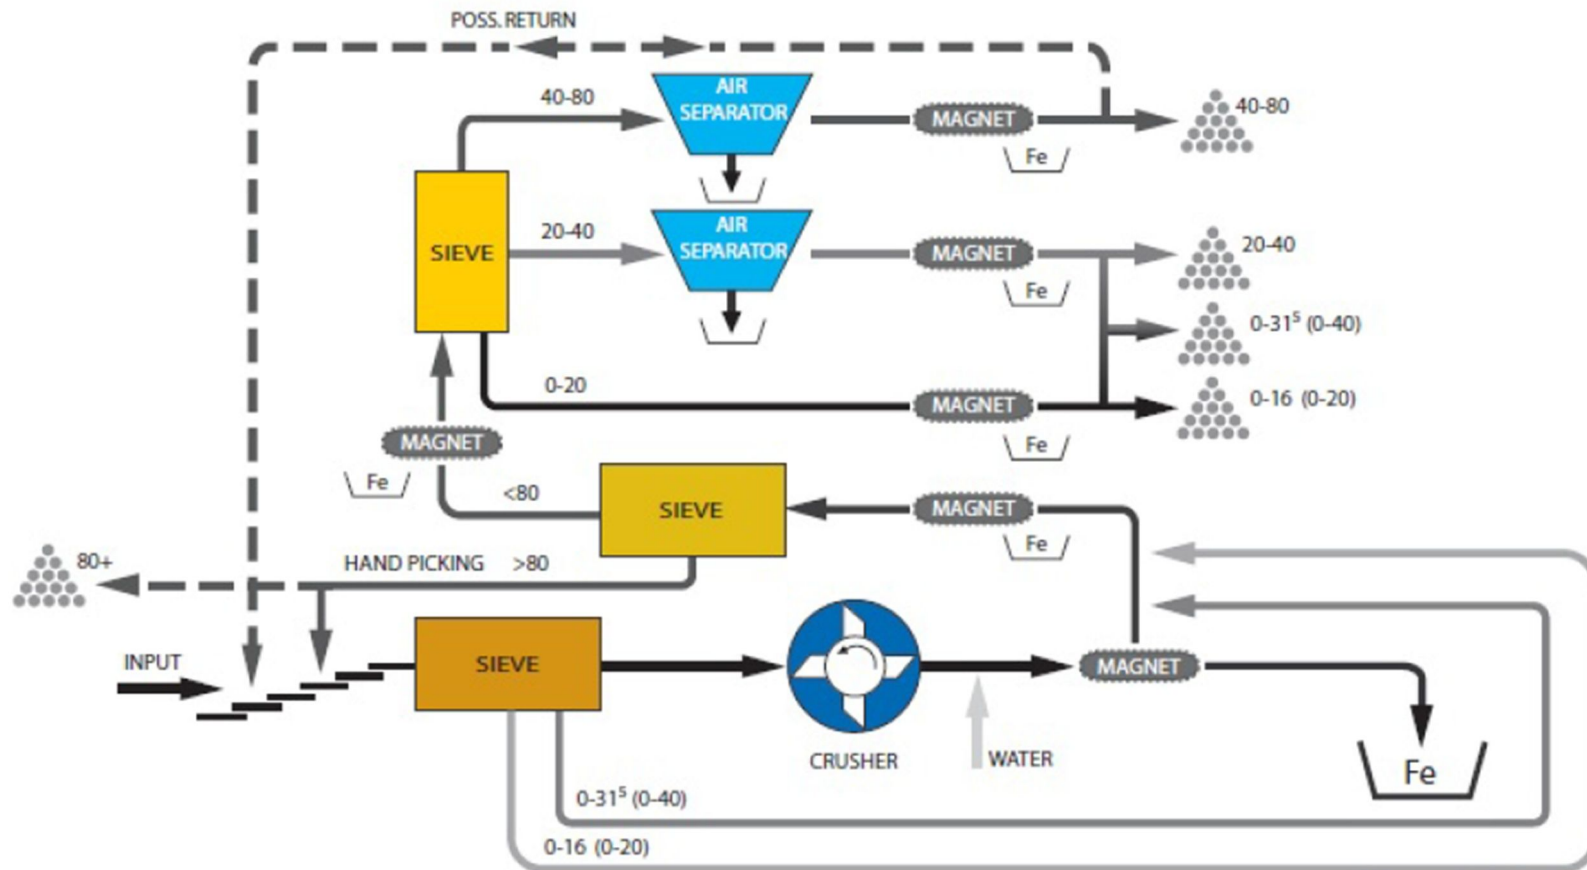 POSS. RETURN
40-80
AIR
SEPARATOR
MAGNET
40-80
Fe
SIEVE
20-40
AIR
SEPARATOR
MAGNET
20-40
Fe
0-31⁵ (0-40)
0-20
MAGNET
0-16 (0-20)
Fe
MAGNET
Fe
<80
SIEVE
MAGNET
Fe
80+
HAND PICKING >80
INPUT
SIEVE
MAGNET
CRUSHER
WATER
Fe
0-31⁵ (0-40)
0-16 (0-20)